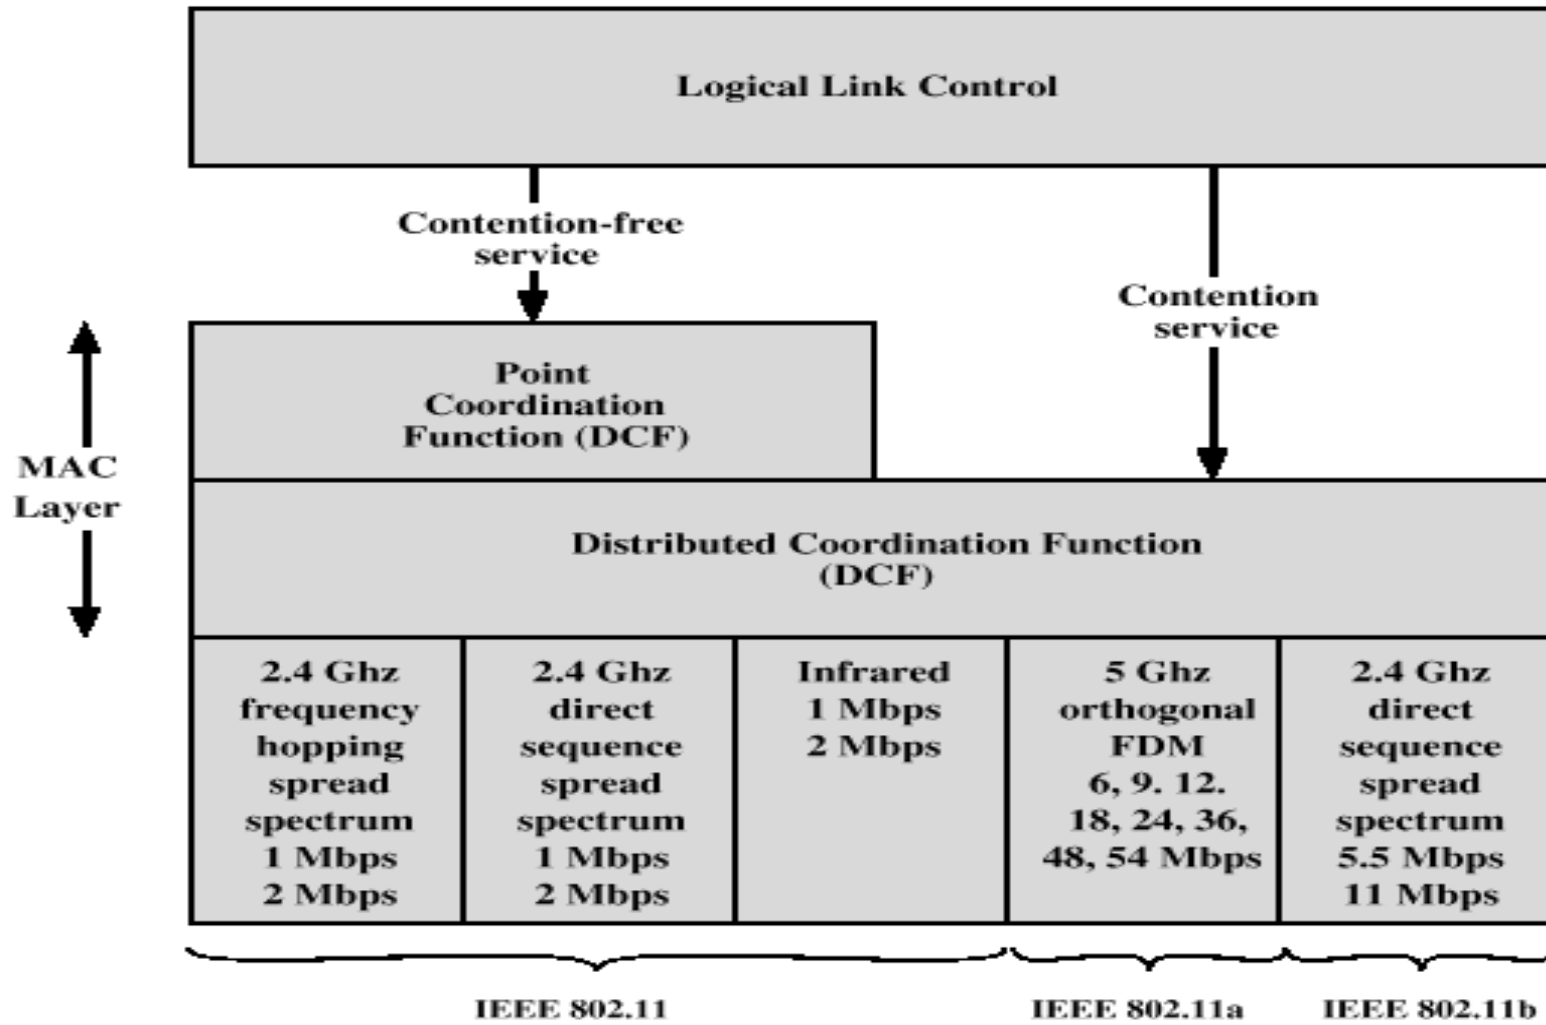 Logical Link Control
Contention-free
service
Contention
service
Point
Coordination
Function (DCF)
MAC
Layer
Distributed Coordination Function
(DCF)
2.4 Ghz
frequency
hopping
spread
spectrum
1 Mbps
2 Mbps
2.4 Ghz
direct
sequence
spread
spectrum
1 Mbps
2 Mbps
Infrared
1 Mbps
2 Mbps
5 Ghz
orthogonal
FDM
6, 9. 12.
18, 24, 36,
48, 54 Mbps
2.4 Ghz
direct
sequence
spread
spectrum
5.5 Mbps
11 Mbps
IEEE 802.11
IEEE 802.11a
IEEE 802.11b